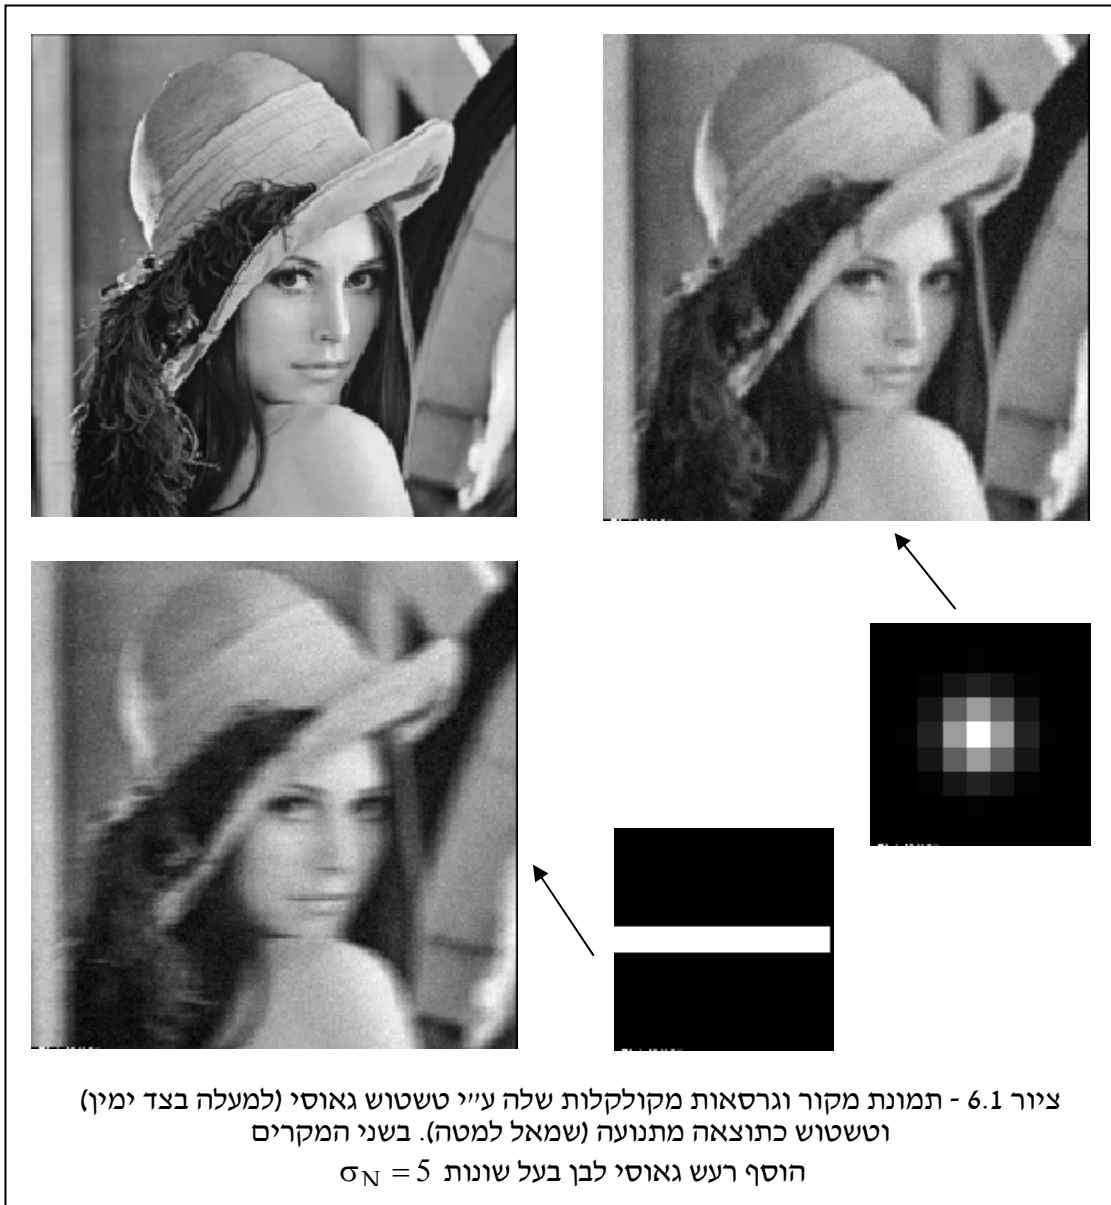 ציור 6.1 - תמונת מקור וגרסאות מקולקלות שלה ע״י טשטוש גאוסי (למעלה בצד ימין)
וטשטוש כתוצאה מתנועה (שמאל למטה). בשני המקרים
הוסף רעש גאוסי לבן בעל שונות σ_N = 5